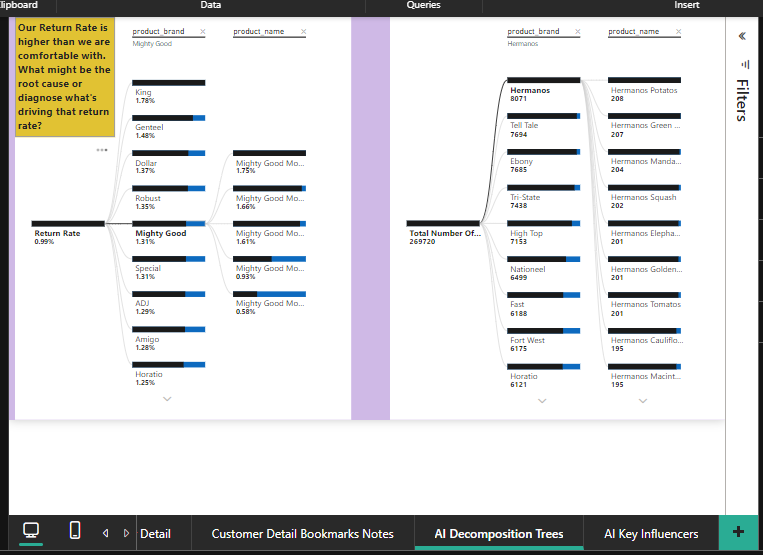 lipboard
Data
Queries
Insert
Our Return Rate is
higher than we are
comfortable with.
What might be the
root cause or
diagnose what's
driving that return
rate?
product_brand
product_name
Mighty Good
King
1.78%
Genteel
1.48%
Dollar
1.37%
Robust
1.35%
Return Rate
0.99%
Mighty Good
1.31%
Special
1.31%
ADJ
1.29%
Amigo
1.28%
Horatio
1.25%
Mighty Good Mo...
1.75%
Mighty Good Mo...
1.66%
Mighty Good Mo...
1.61%
Mighty Good Mo...
0.93%
Mighty Good Mo...
0.58%
product_brand
product_name
Hermanos
Total Number Of...
269720
Hermanos
8071
Tell Tale
7694
Ebony
7685
Tri-State
7438
High Top
7153
Nationeel
6499
Fast
6188
Fort West
6175
Horatio
6121
Hermanos Potatos
208
Hermanos Green ...
207
Hermanos Manda...
204
Hermanos Squash
202
Hermanos Elepha...
201
Hermanos Golden...
201
Hermanos Tomatos
201
Hermanos Cauliflo...
195
Hermanos Macint...
195
Filters
Detail
Customer Detail Bookmarks Notes
AI Decomposition Trees
AI Key Influencers